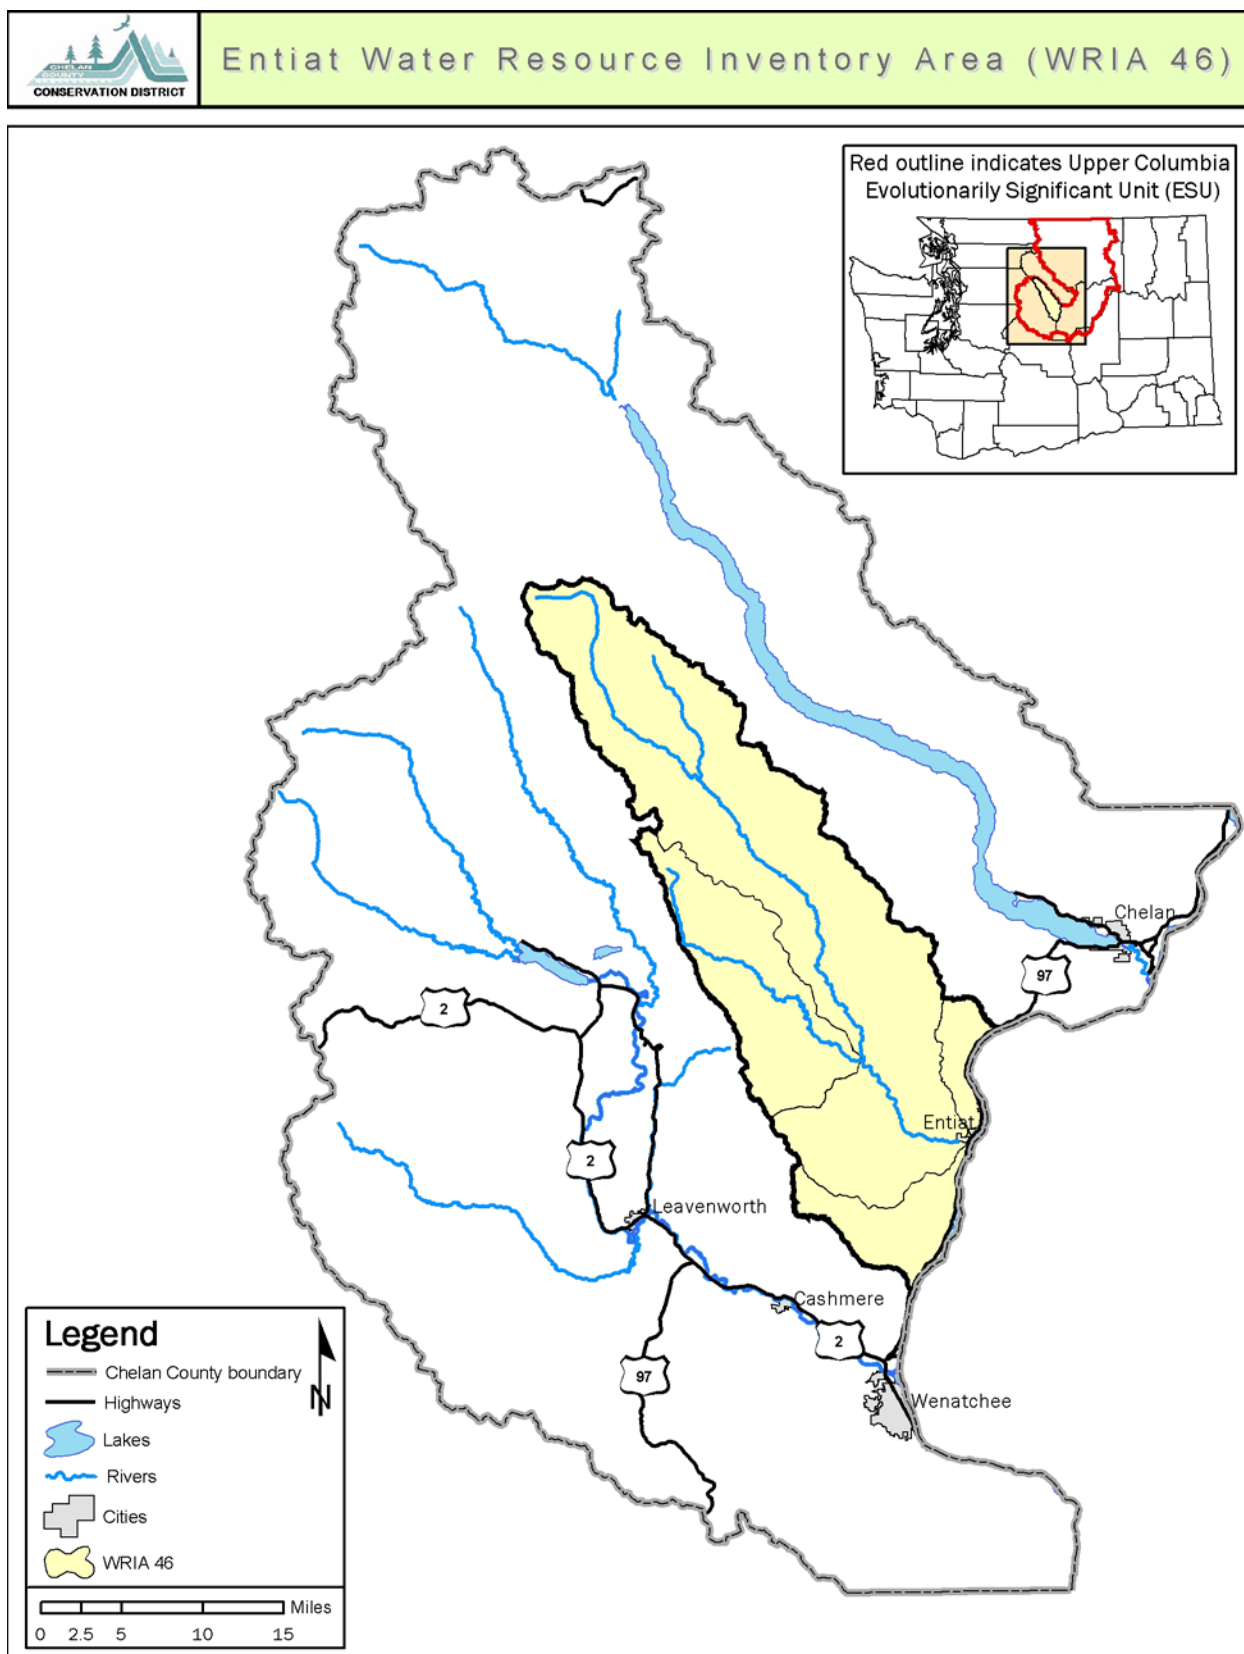 CHELAN
COUNTY
CONSERVATION DISTRICT
Entiat Water Resource Inventory Area (WRIA 46)
Red outline indicates Upper Columbia
Evolutionarily Significant Unit (ESU)
Chelan
97
2
Entiat
2
Leavenworth
Cashmere
2
97
Wenatchee
Legend
N
Chelan County boundary
Highways
Lakes
Rivers
Cities
WRIA 46
Miles
0 2.5 5 10 15